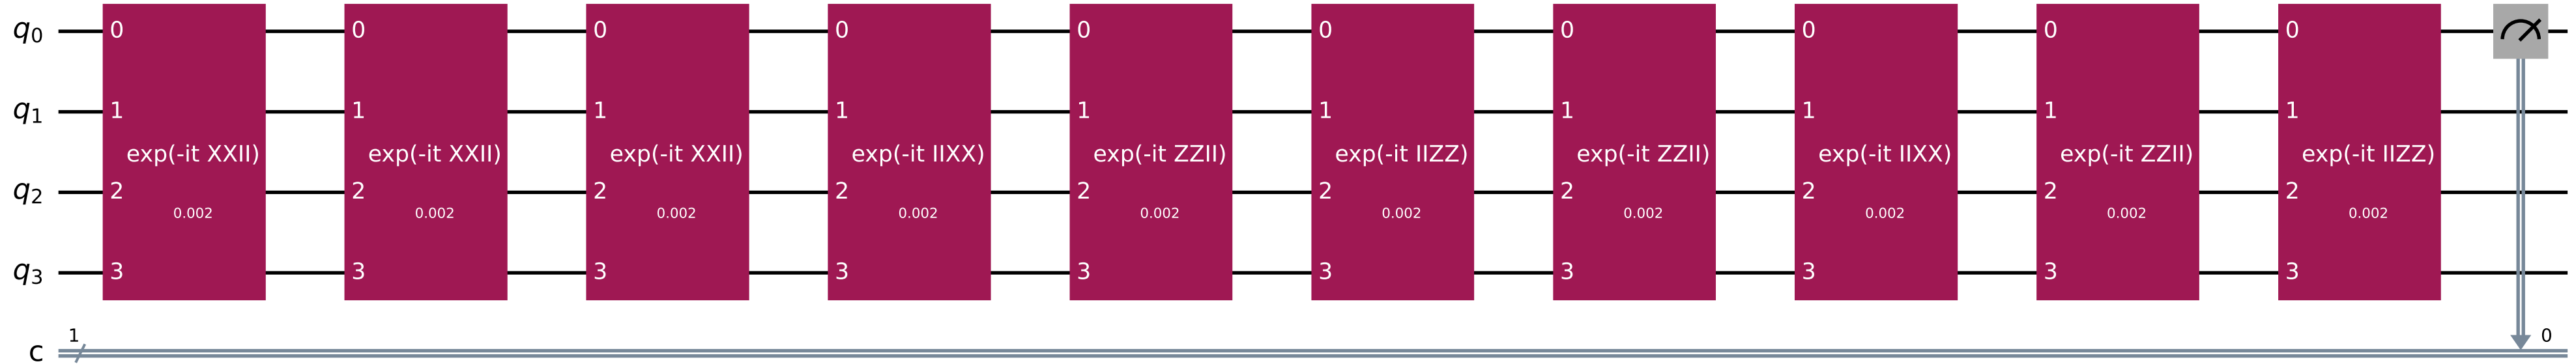 q0 0 0 0 0 0 0 0 0 0 0
q1 1 1 1 1 1 1 1 1 1 1
exp(-it XXII) exp(-it XXII) exp(-it XXII) exp(-it IIXX) exp(-it ZZII) exp(-it IIZZ) exp(-it ZZII) exp(-it IIXX) exp(-it ZZII) exp(-it IIZZ)
q2 2 2 2 2 2 2 2 2 2 2
0.002 0.002 0.002 0.002 0.002 0.002 0.002 0.002 0.002 0.002
q3 3 3 3 3 3 3 3 3 3 3
1 0
c